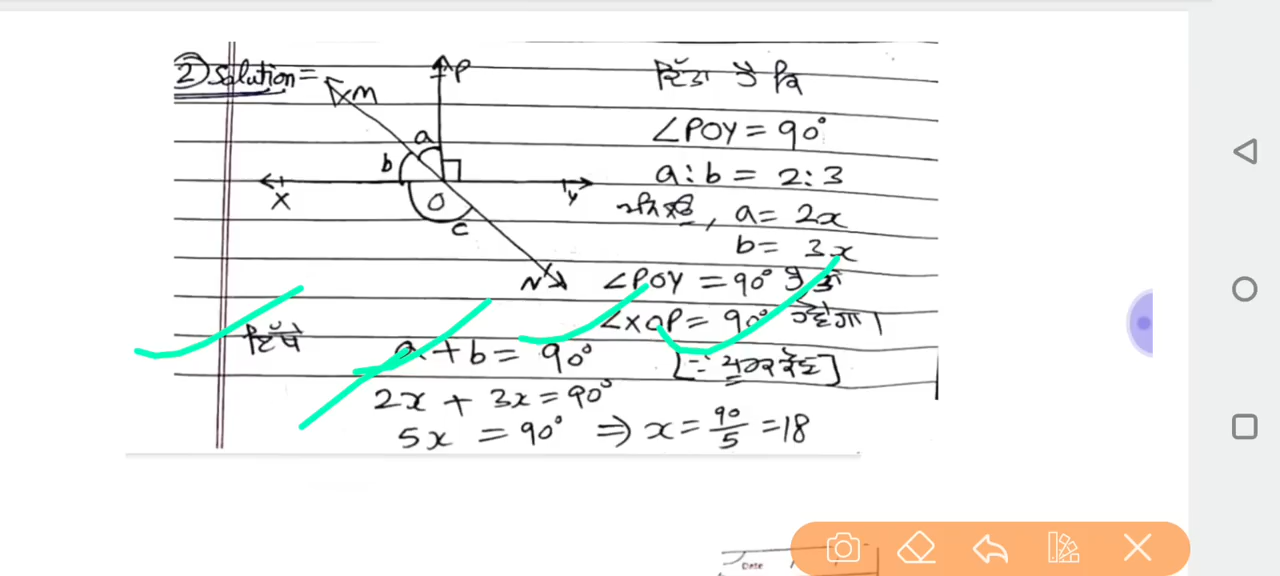 2) Solution =
P
M
a
b
X
O
Y
c
N
ਦਿੱਤਾ ਹੈ ਕਿ
∠POY = 90°
a : b = 2 : 3
, a = 2x
b = 3x
∠POY = 90° ਹੈ ਤਾਂ
∠XOP = 90° ਹੋਵੇਗਾ।
a + b = 90°
2x + 3x = 90°
5x = 90° ⇒ x = 90/5 = 18
Date